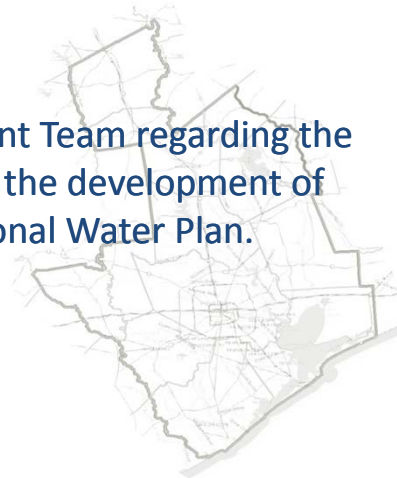 nt Team regarding the
the development of
onal Water Plan.